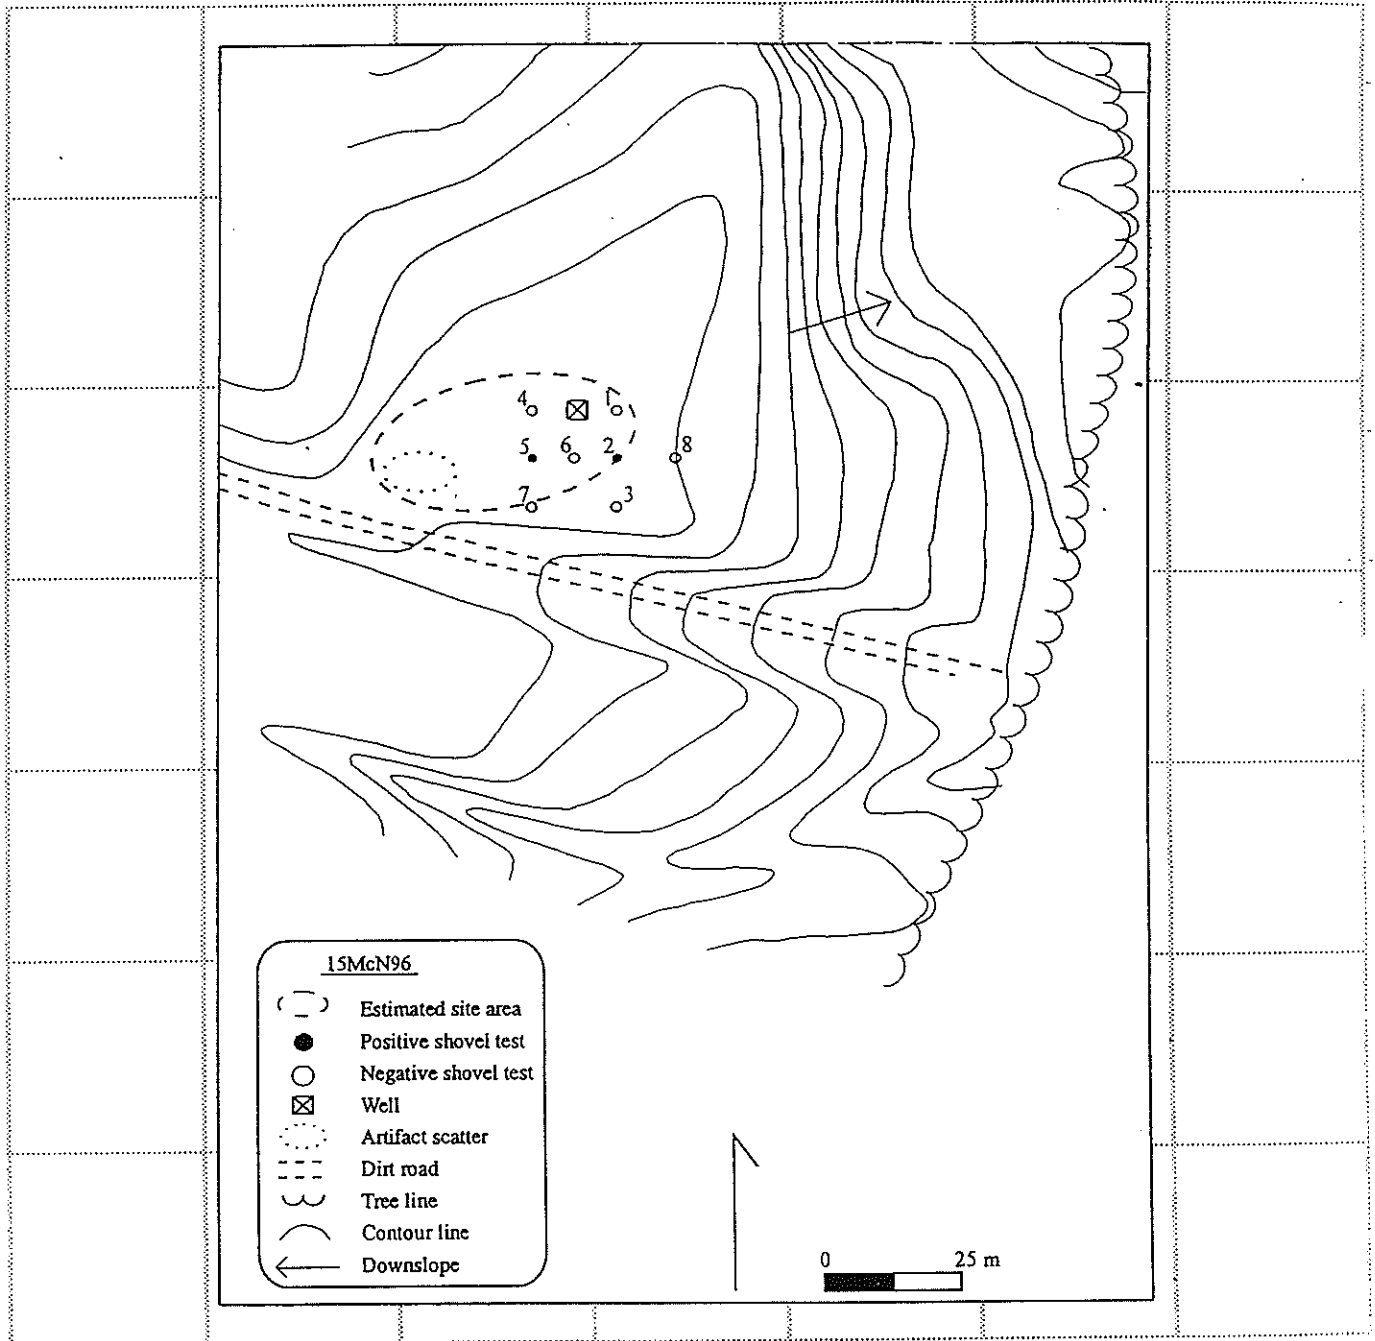 4
1
5
6
2
8
7
3
15McN96
Estimated site area
Positive shovel test
Negative shovel test
Well
Artifact scatter
Dirt road
Tree line
Contour line
Downslope
0 25 m